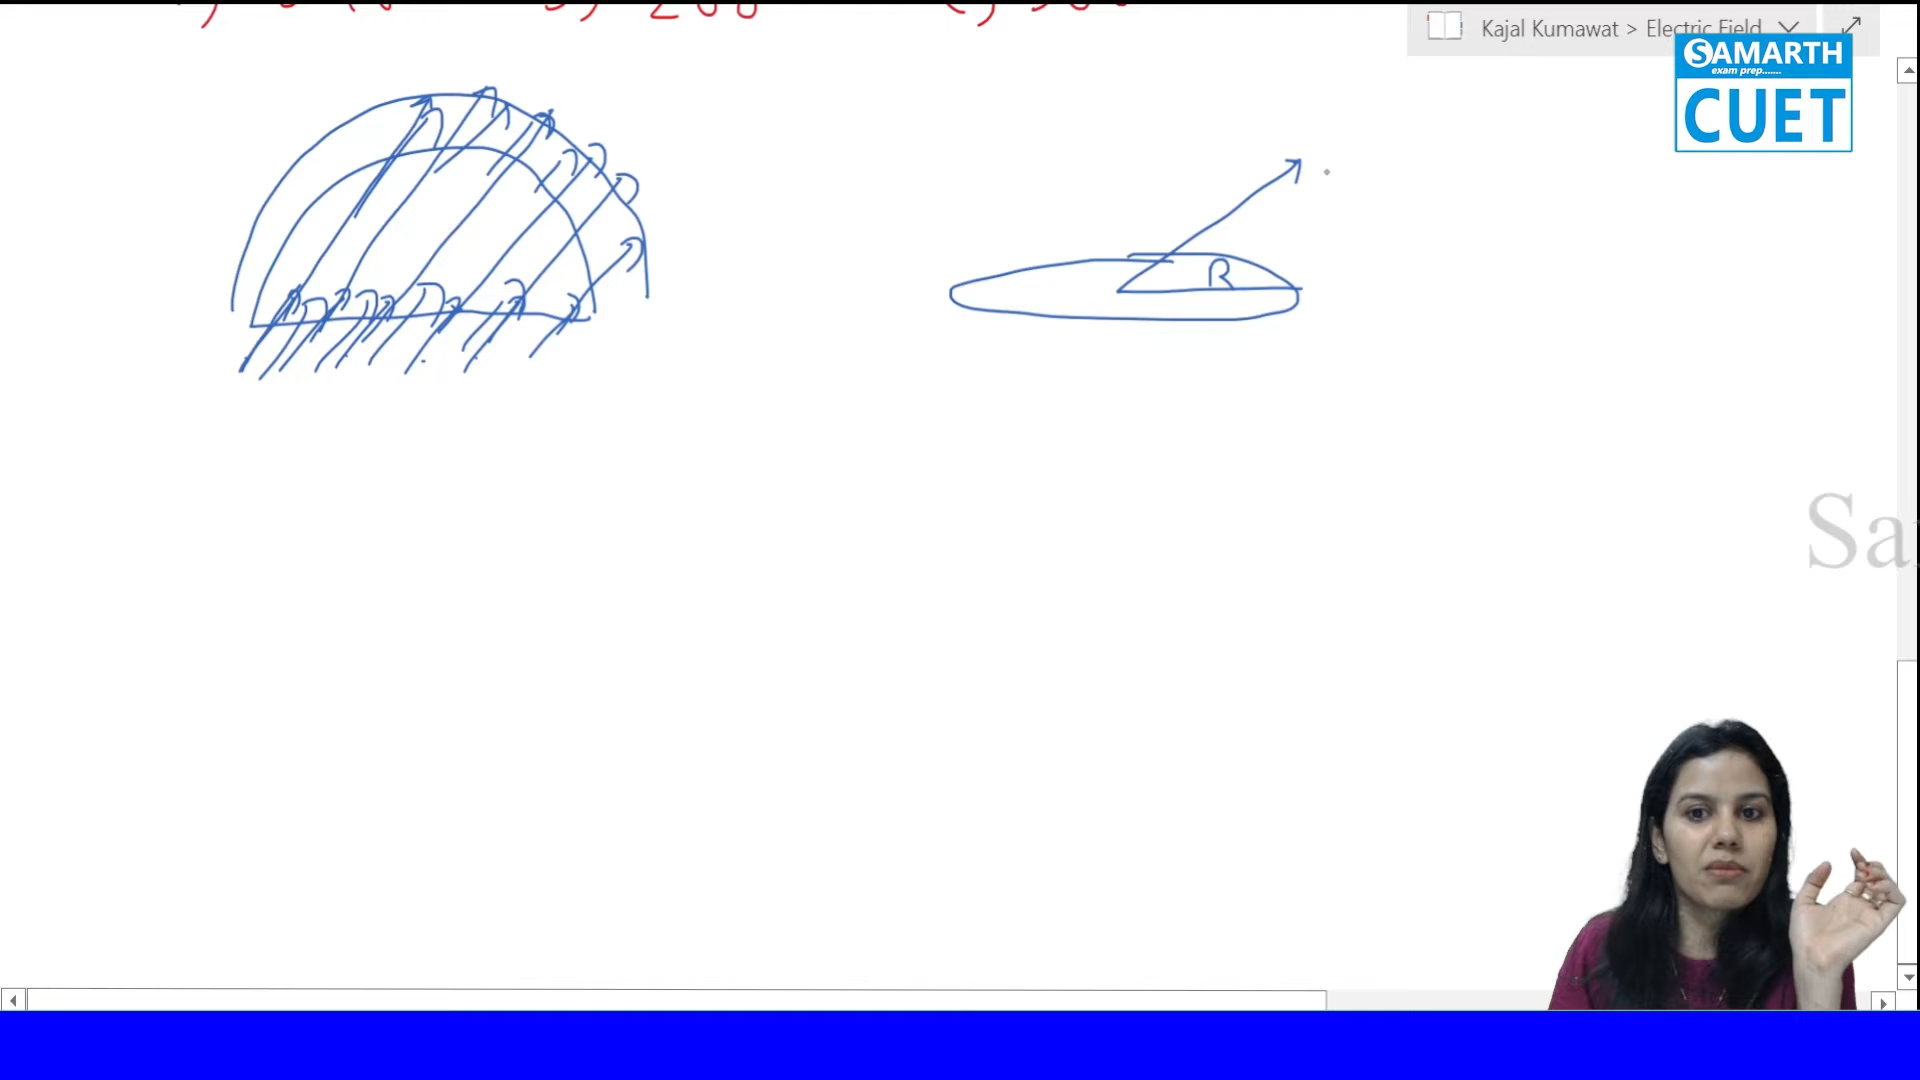 Kajal Kumawat > Electric Field
SAMARTH
exam prep.......
CUET
R
Sa